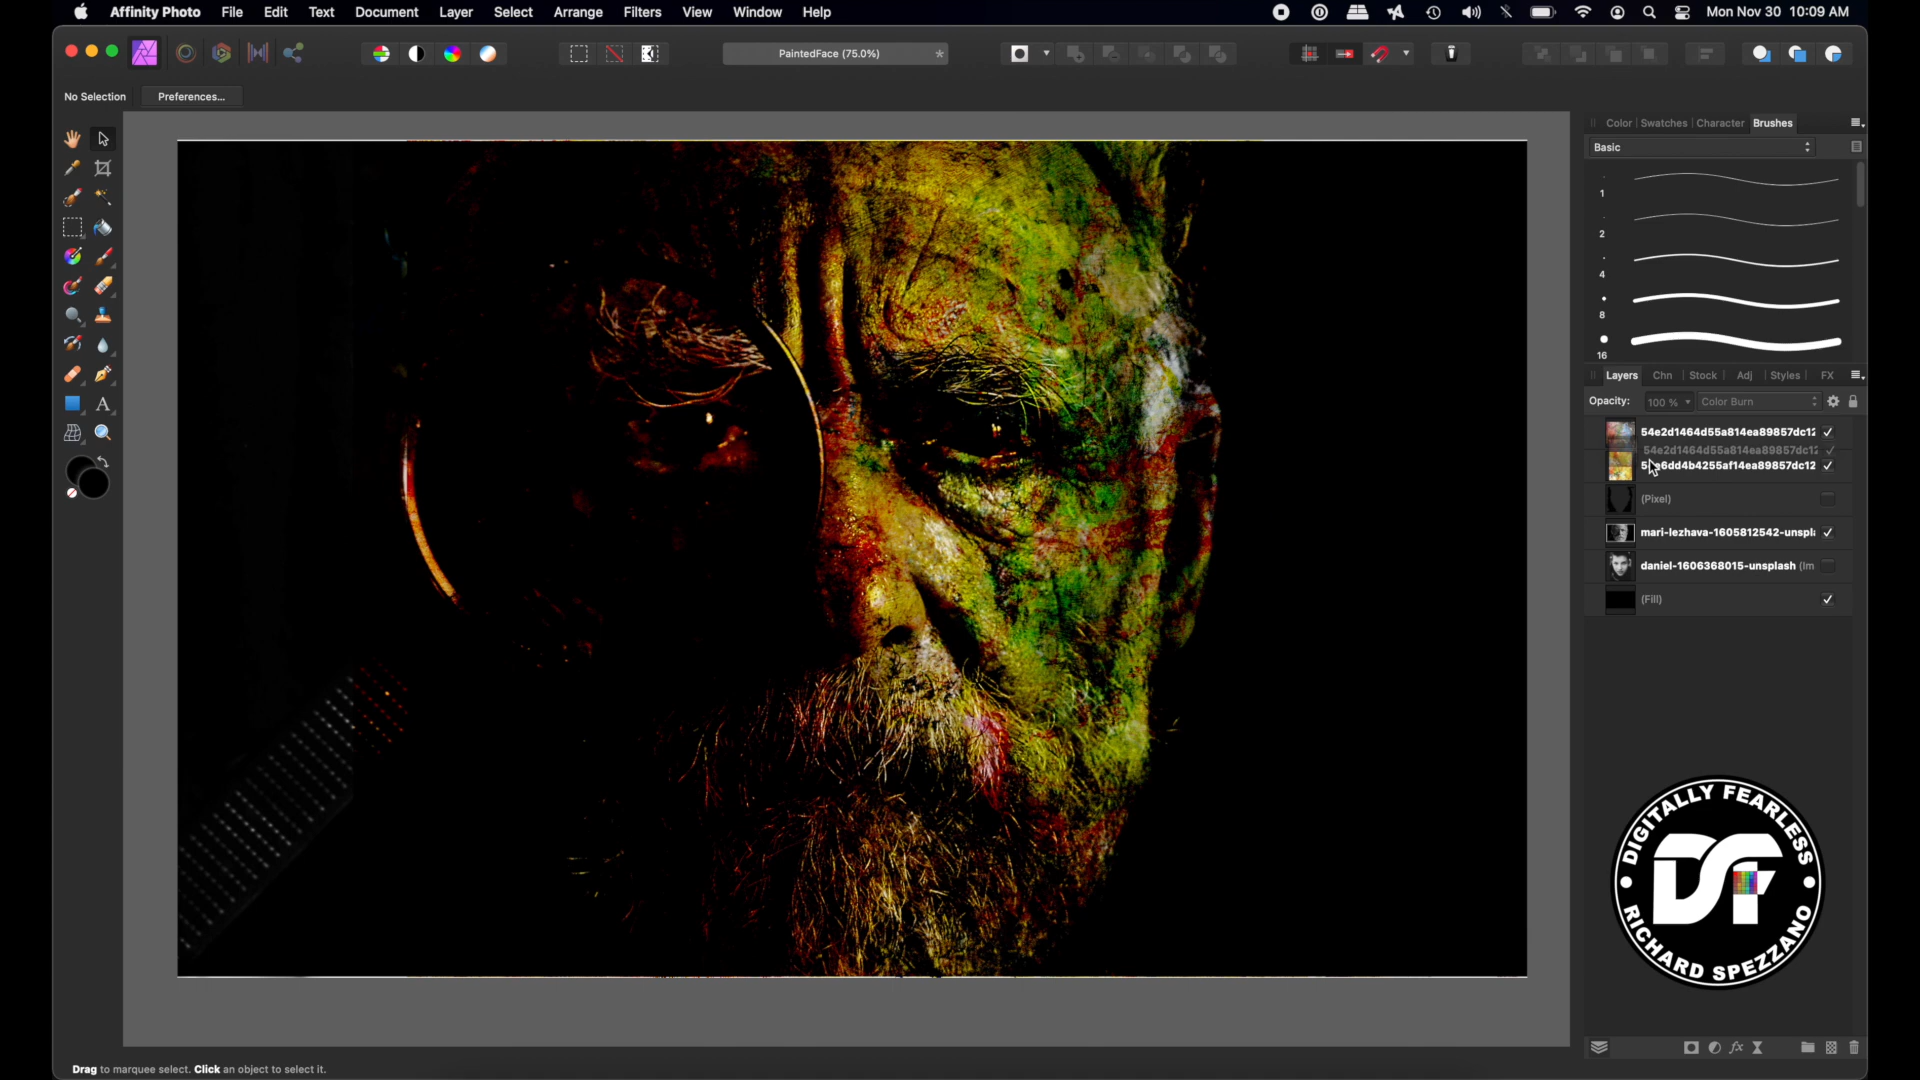 Affinity Photo File Edit Text Document Layer Select Arrange Filters View Window Help Mon Nov 30 10:09 AM
PaintedFace (75.0%) *
No Selection Preferences...
Color Swatches Character Brushes
Basic
1
2
4
8
16
Layers Chn Stock Adj Styles FX
Opacity: 100 % Color Burn
54e2d1464d55a814ea89857dc12
54e2d1464d55a814ea89857dc12
6dd4b4255af14ea89857dc12
(Pixel)
mari-lezhava-1605812542-unspl
daniel-1606368015-unsplash (Im
(Fill)
DIGITALLY FEARLESS
DF
RICHARD SPEZZANO
Drag to marquee select. Click an object to select it.